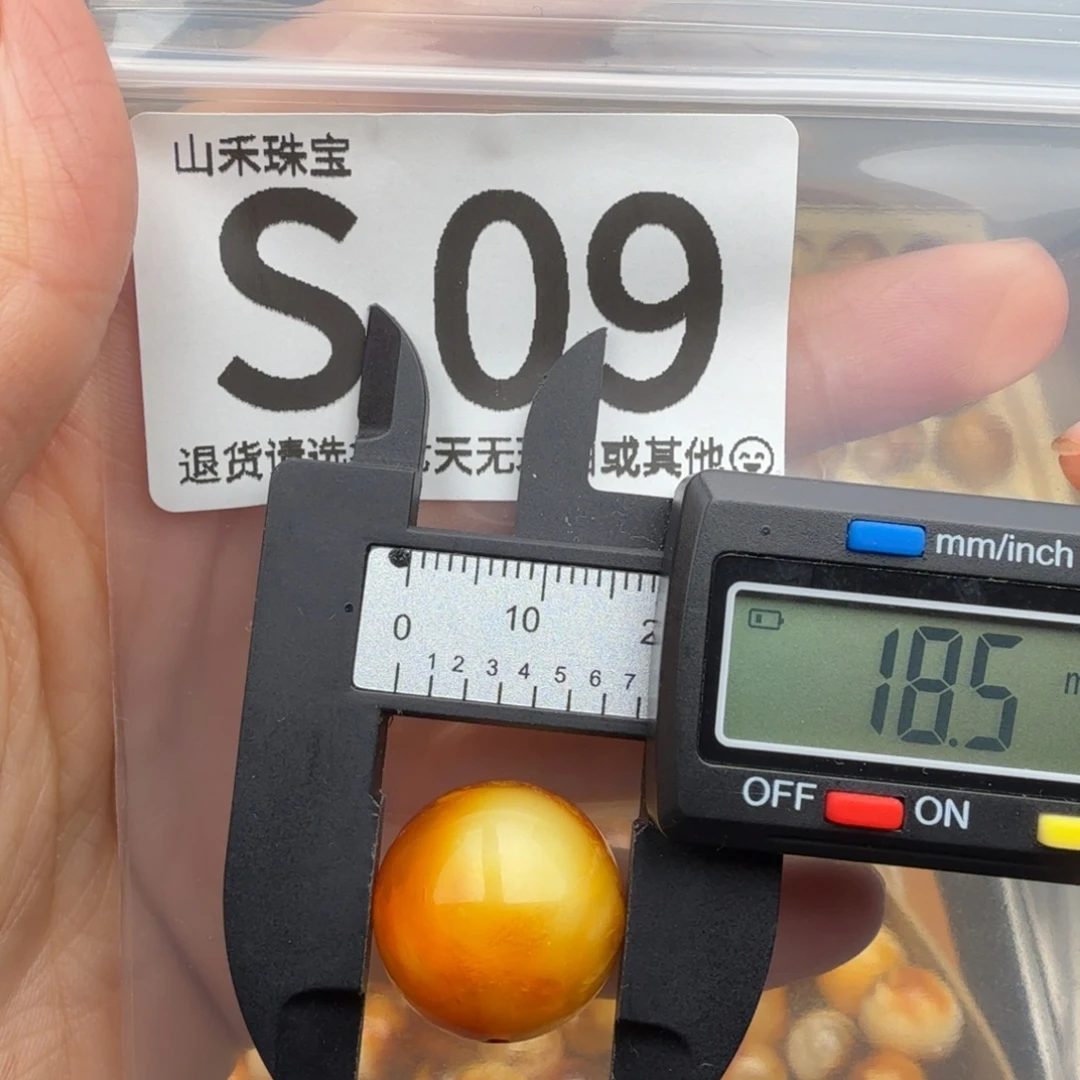 山禾珠宝
S 09
退货请选 天无 或其他😄
mm/inch
0 10 2
1 2 3 4 5 6 7
18.5
OFF ON